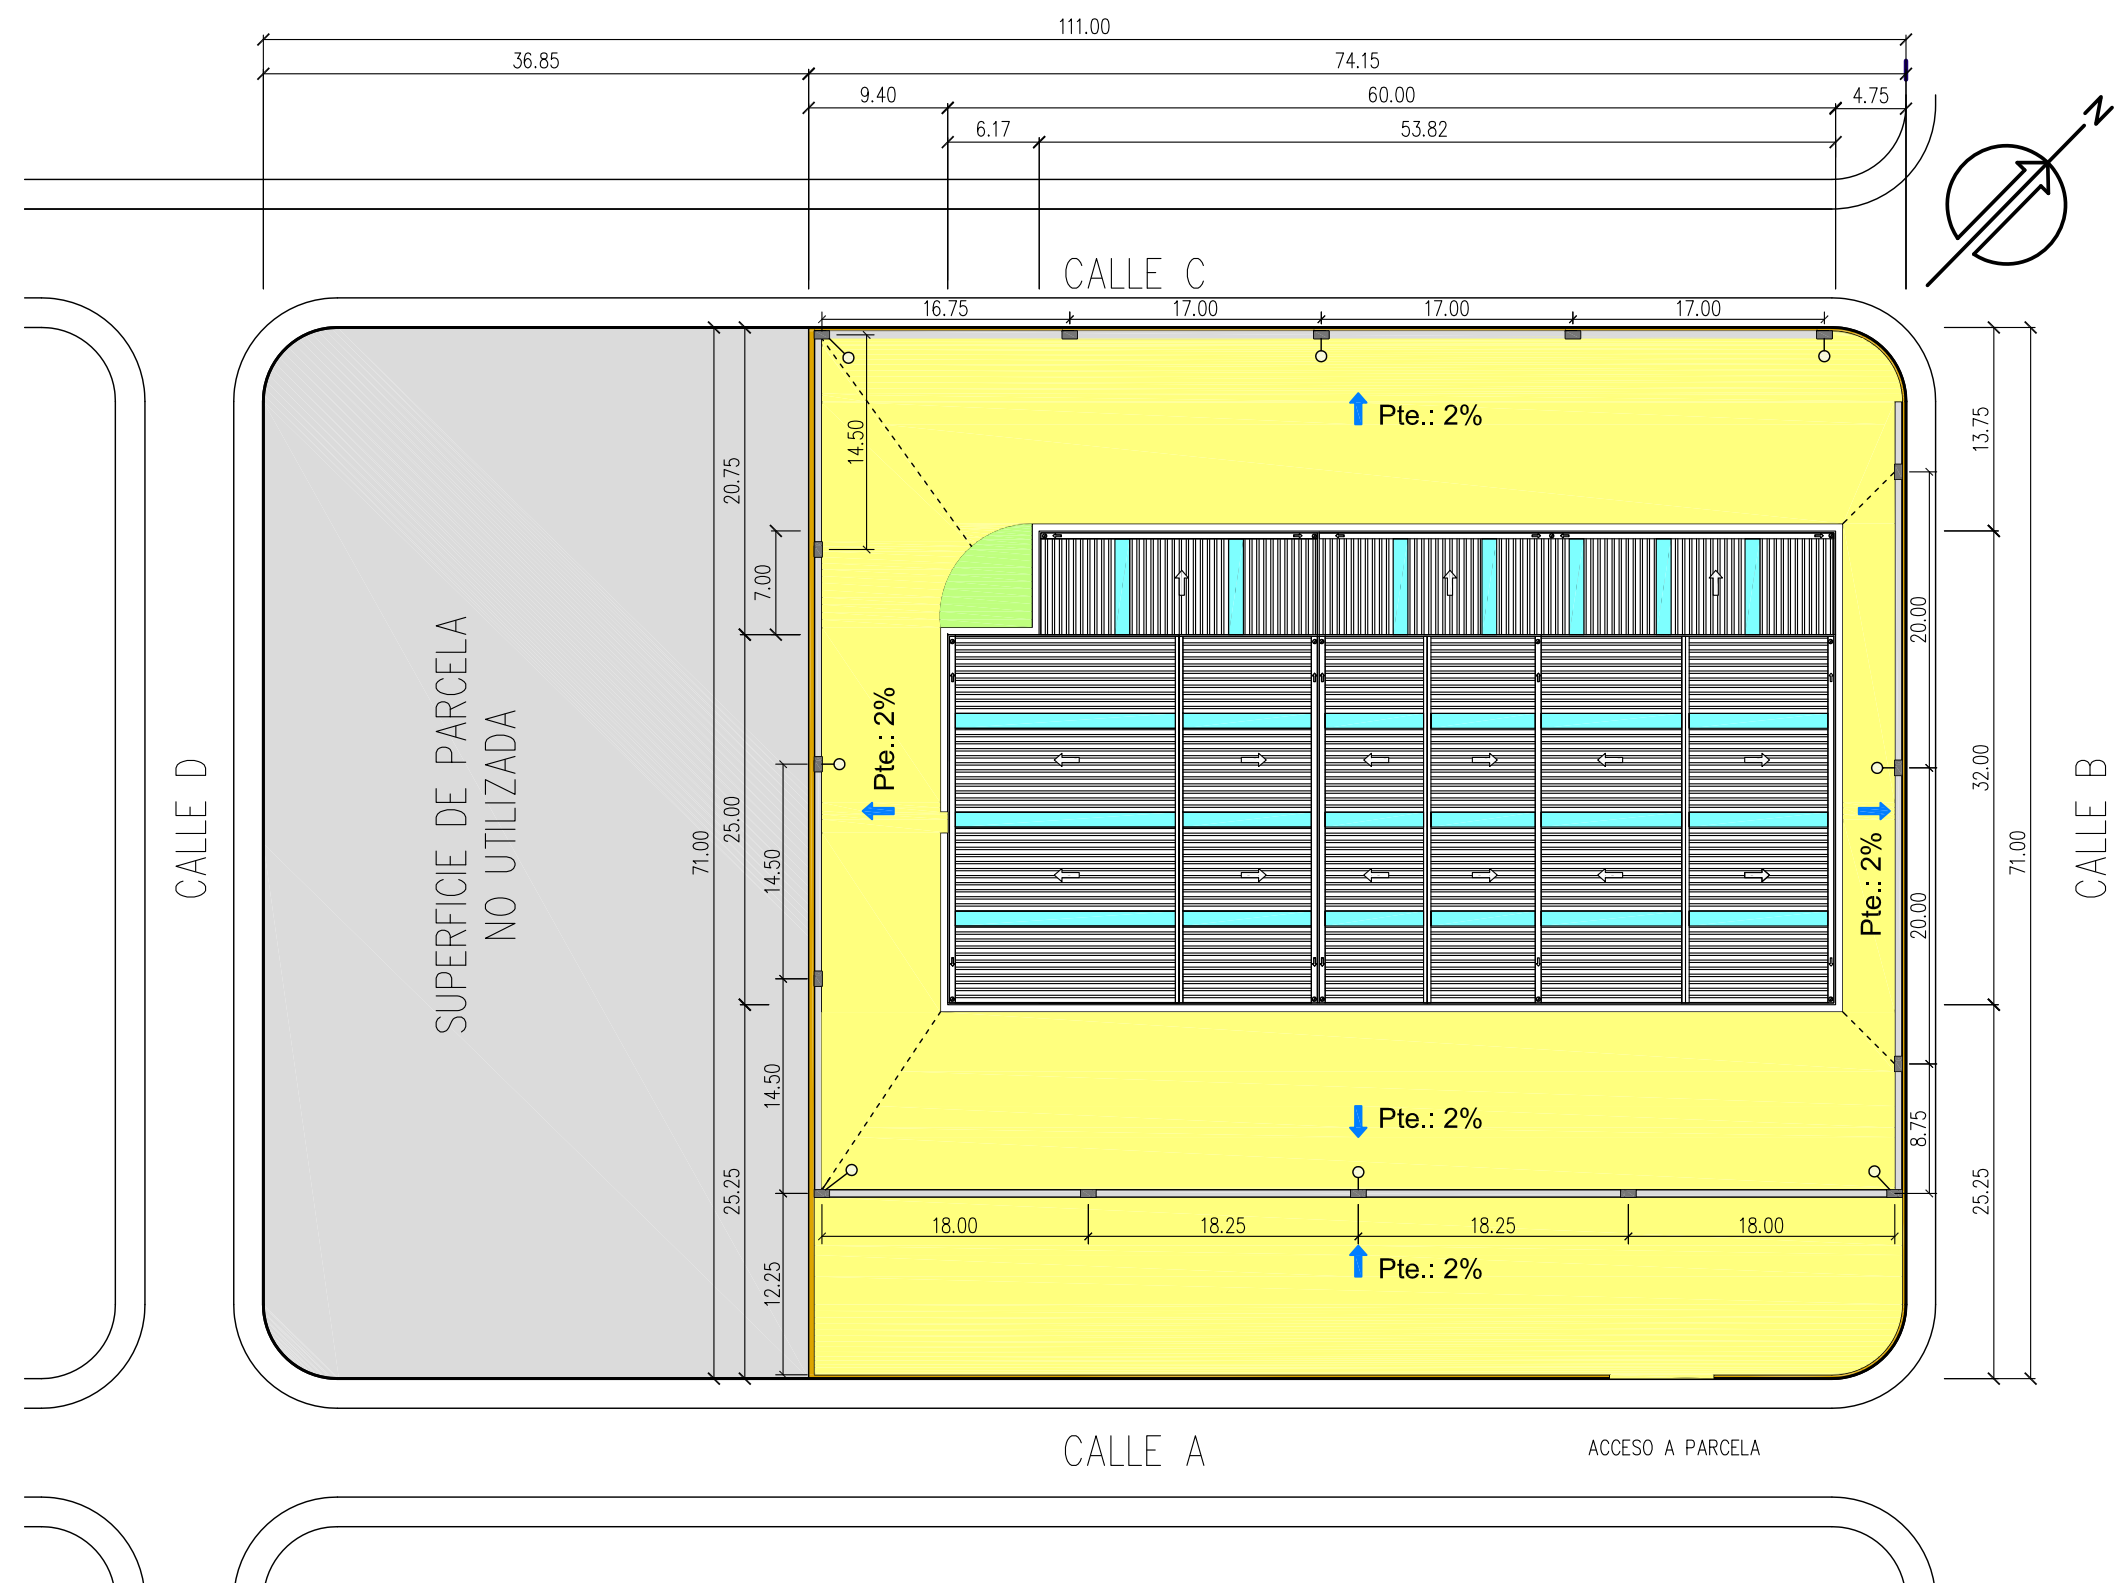 111.00
36.85
74.15
9.40
60.00
4.75
6.17
53.82
N
CALLE C
16.75
17.00
17.00
17.00
Pte.: 2%
14.50
20.75
7.00
13.75
20.00
SUPERFICIE DE PARCELA
NO UTILIZADA
CALLE D
Pte.: 2%
71.00
25.00
14.50
32.00
71.00
CALLE B
Pte.: 2%
20.00
14.50
25.25
12.25
Pte.: 2%
8.75
25.25
18.00
18.25
18.25
18.00
Pte.: 2%
CALLE A
ACCESO A PARCELA